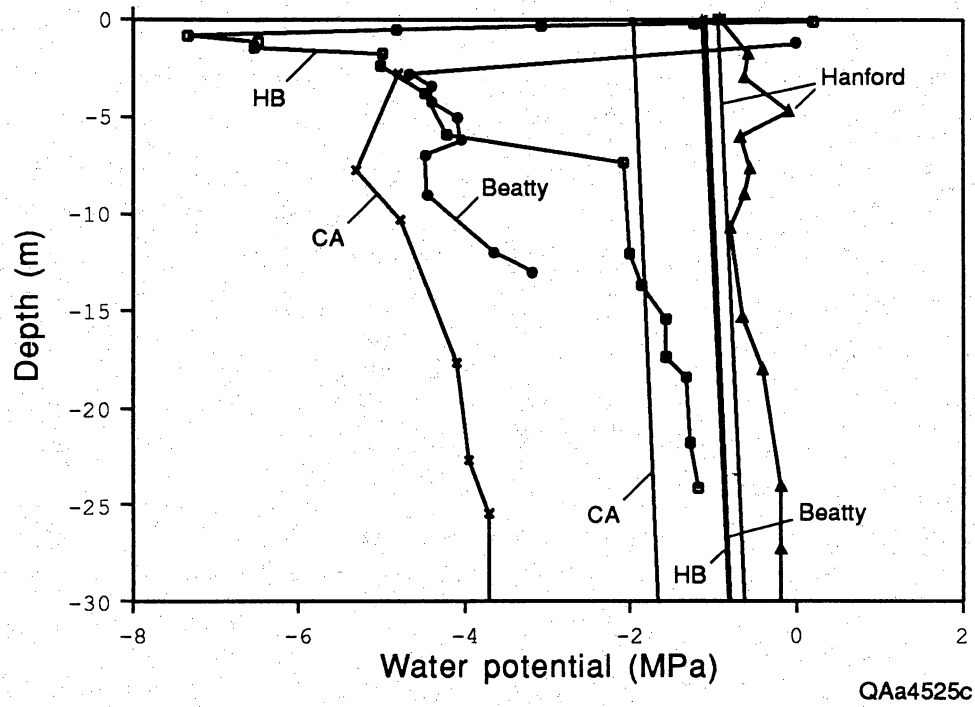 0
-5
-10
-15
-20
-25
-30
Depth (m)
HB
Hanford
Beatty
CA
CA
Beatty
HB
-8
-6
-4
-2
0
2
Water potential (MPa)
QAa4525c